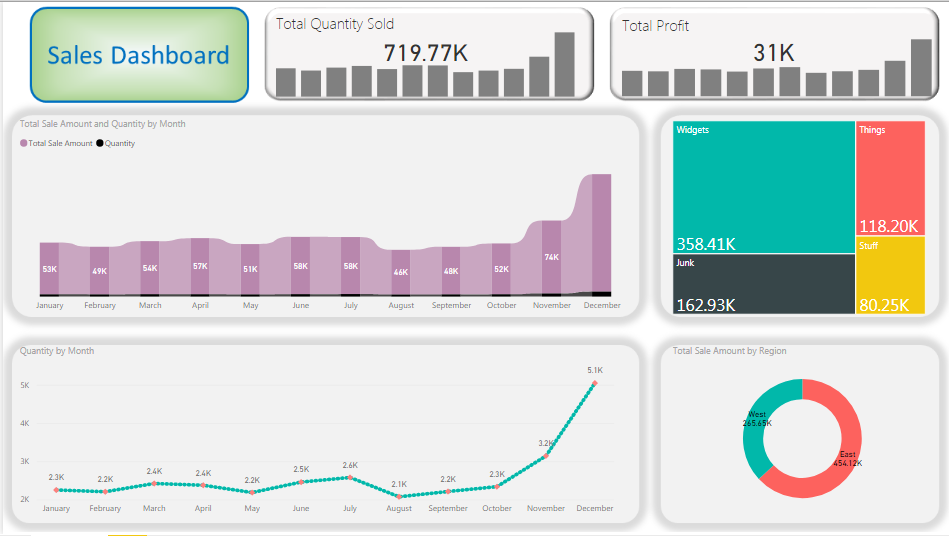 Sales Dashboard
Total Quantity Sold
719.77K
Total Profit
31K
Total Sale Amount and Quantity by Month
Total Sale Amount Quantity
53K 49K 54K 57K 51K 58K 58K 46K 48K 52K 74K
January February March April May June July August September October November December
Widgets
358.41K
Things
118.20K
Junk
162.93K
Stuff
80.25K
Quantity by Month
5K
4K
3K
2K
2.3K 2.2K 2.4K 2.4K 2.2K 2.5K 2.6K 2.1K 2.2K 2.3K 3.2K 5.1K
January February March April May June July August September October November December
Total Sale Amount by Region
West
265.65K
East
454.12K